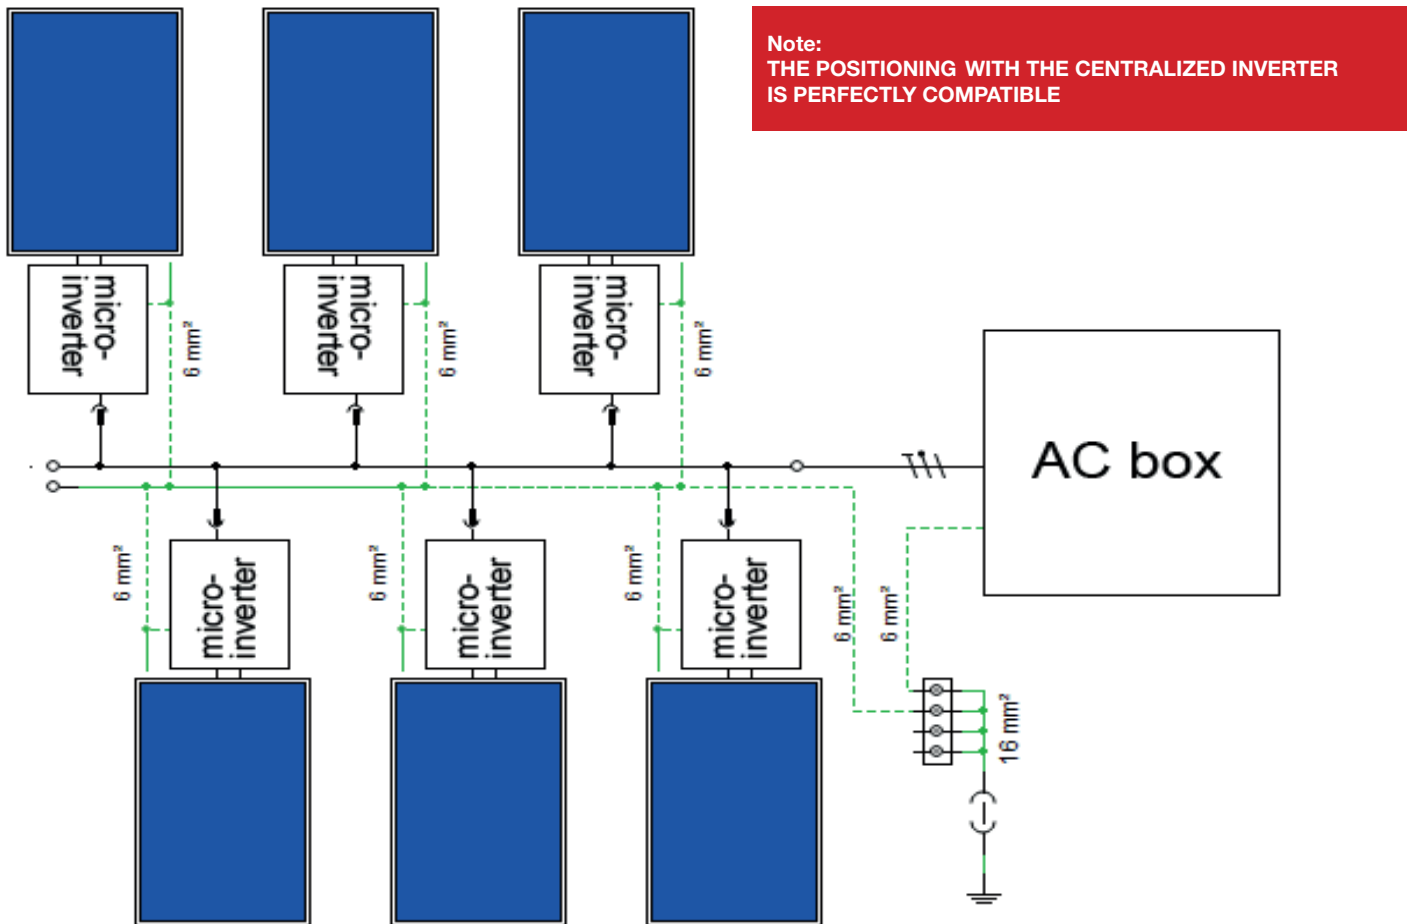 Note:
THE POSITIONING WITH THE CENTRALIZED INVERTER
IS PERFECTLY COMPATIBLE
micro-
inverter
6 mm²
micro-
inverter
6 mm²
micro-
inverter
6 mm²
AC box
6 mm²
micro-
inverter
6 mm²
micro-
inverter
6 mm²
micro-
inverter
6 mm²
6 mm²
16 mm²